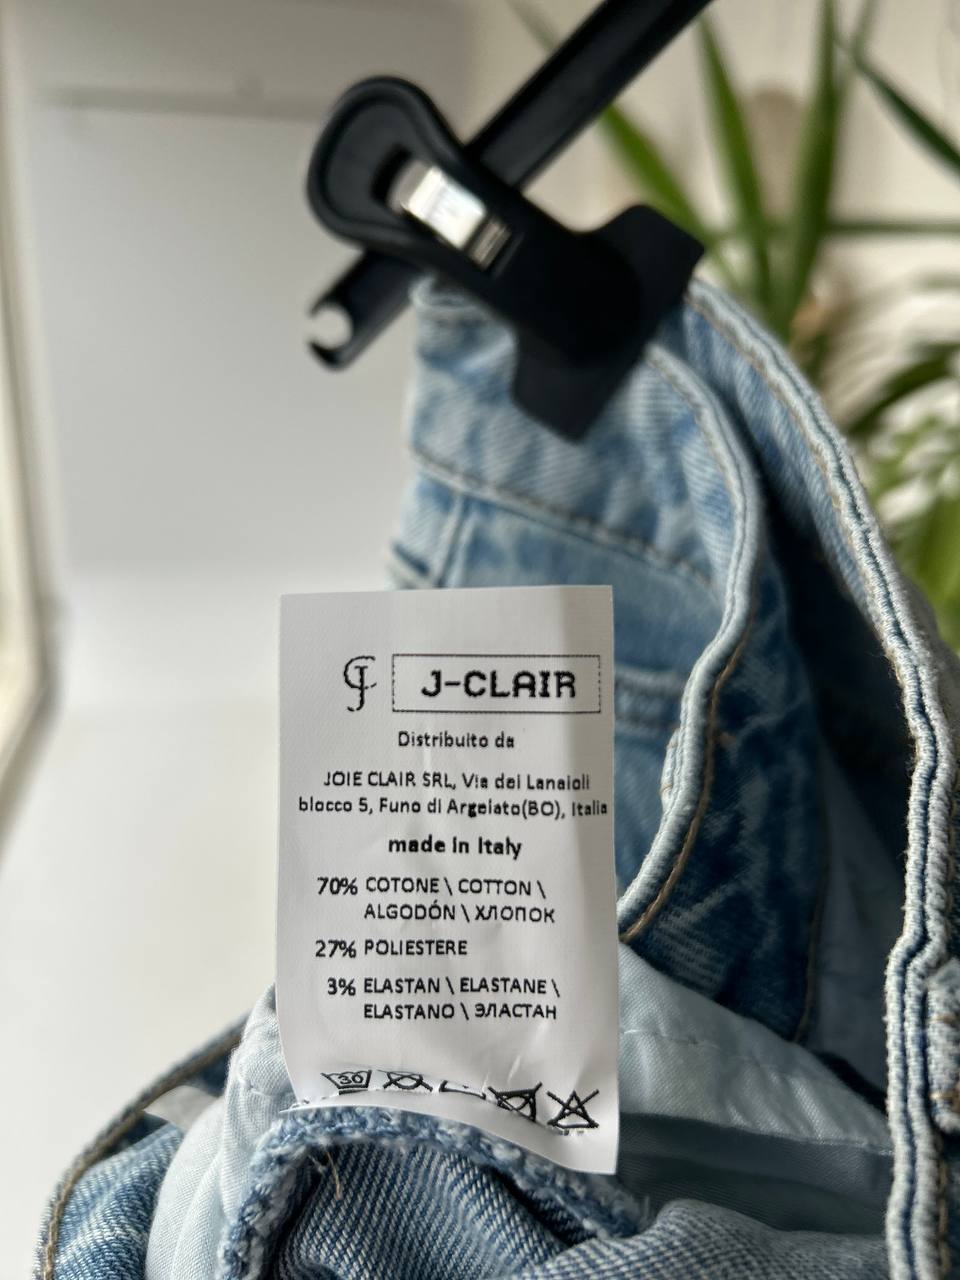 J-CLAIR
Distribuito da
JOIE CLAIR SRL, Via dei Lanaioli
blocco 5, Funo di Argelato(BO), Italia
made in Italy
70% COTONE \ COTTON \
ALGODÓN \ ХЛОПОК
27% POLIESTERE
3% ELASTAN \ ELASTANE \
ELASTANO \ ЭЛАСТАН
30